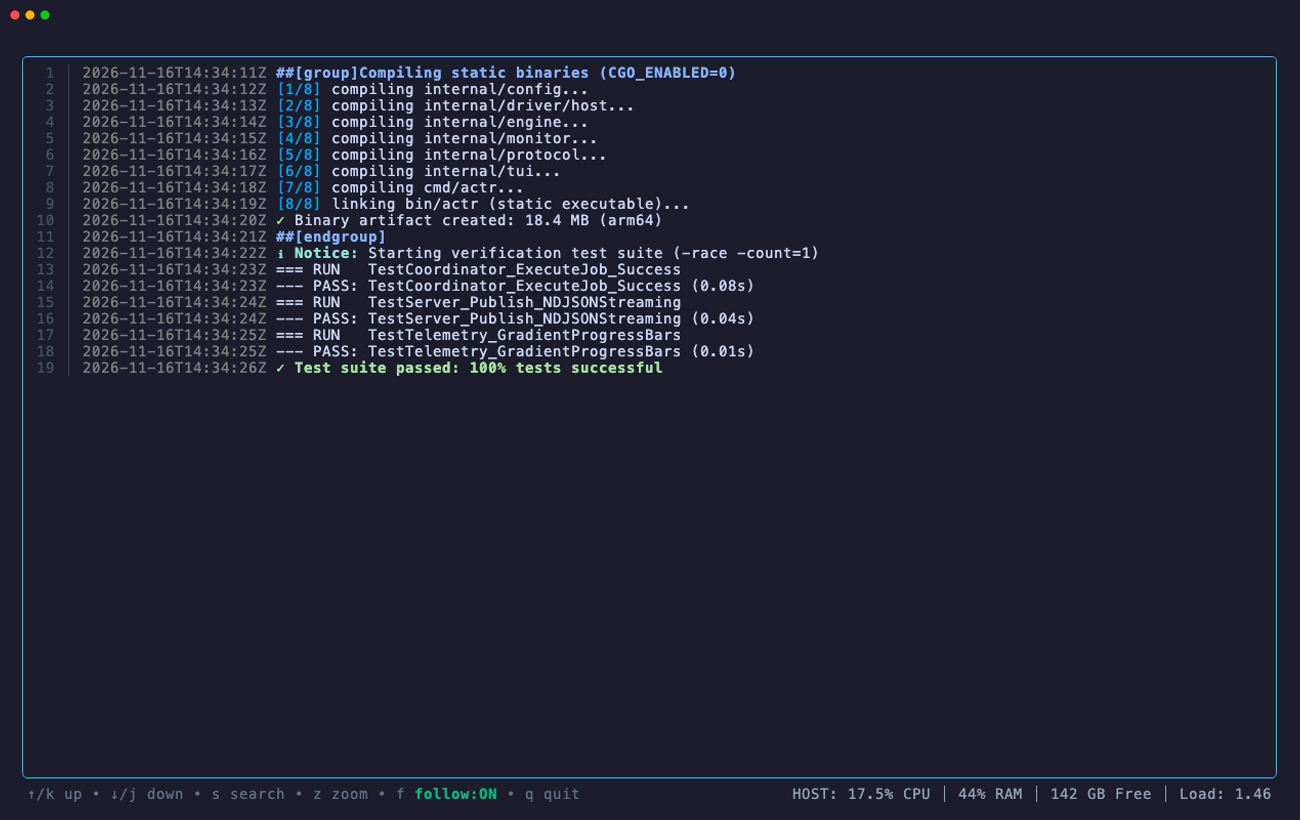 1 2026-11-16T14:34:11Z ##[group]Compiling static binaries (CGO_ENABLED=0)
2 2026-11-16T14:34:12Z [1/8] compiling internal/config...
3 2026-11-16T14:34:13Z [2/8] compiling internal/driver/host...
4 2026-11-16T14:34:14Z [3/8] compiling internal/engine...
5 2026-11-16T14:34:15Z [4/8] compiling internal/monitor...
6 2026-11-16T14:34:16Z [5/8] compiling internal/protocol...
7 2026-11-16T14:34:17Z [6/8] compiling internal/tui...
8 2026-11-16T14:34:18Z [7/8] compiling cmd/actr...
9 2026-11-16T14:34:19Z [8/8] linking bin/actr (static executable)...
10 2026-11-16T14:34:20Z ✓ Binary artifact created: 18.4 MB (arm64)
11 2026-11-16T14:34:21Z ##[endgroup]
12 2026-11-16T14:34:22Z ℹ Notice: Starting verification test suite (-race -count=1)
13 2026-11-16T14:34:23Z === RUN   TestCoordinator_ExecuteJob_Success
14 2026-11-16T14:34:23Z --- PASS: TestCoordinator_ExecuteJob_Success (0.08s)
15 2026-11-16T14:34:24Z === RUN   TestServer_Publish_NDJSONStreaming
16 2026-11-16T14:34:24Z --- PASS: TestServer_Publish_NDJSONStreaming (0.04s)
17 2026-11-16T14:34:25Z === RUN   TestTelemetry_GradientProgressBars
18 2026-11-16T14:34:25Z --- PASS: TestTelemetry_GradientProgressBars (0.01s)
19 2026-11-16T14:34:26Z ✓ Test suite passed: 100% tests successful
↑/k up • ↓/j down • s search • z zoom • f follow:ON • q quit HOST: 17.5% CPU │ 44% RAM │ 142 GB Free │ Load: 1.46